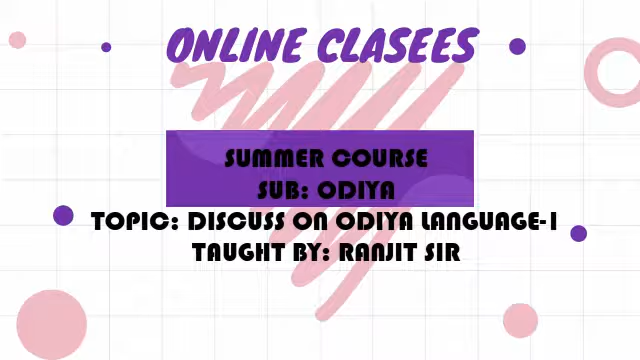 ONLINE CLASEES
SUMMER COURSE
SUB: ODIYA
TOPIC: DISCUSS ON ODIYA LANGUAGE-1
TAUGHT BY: RANJIT SIR